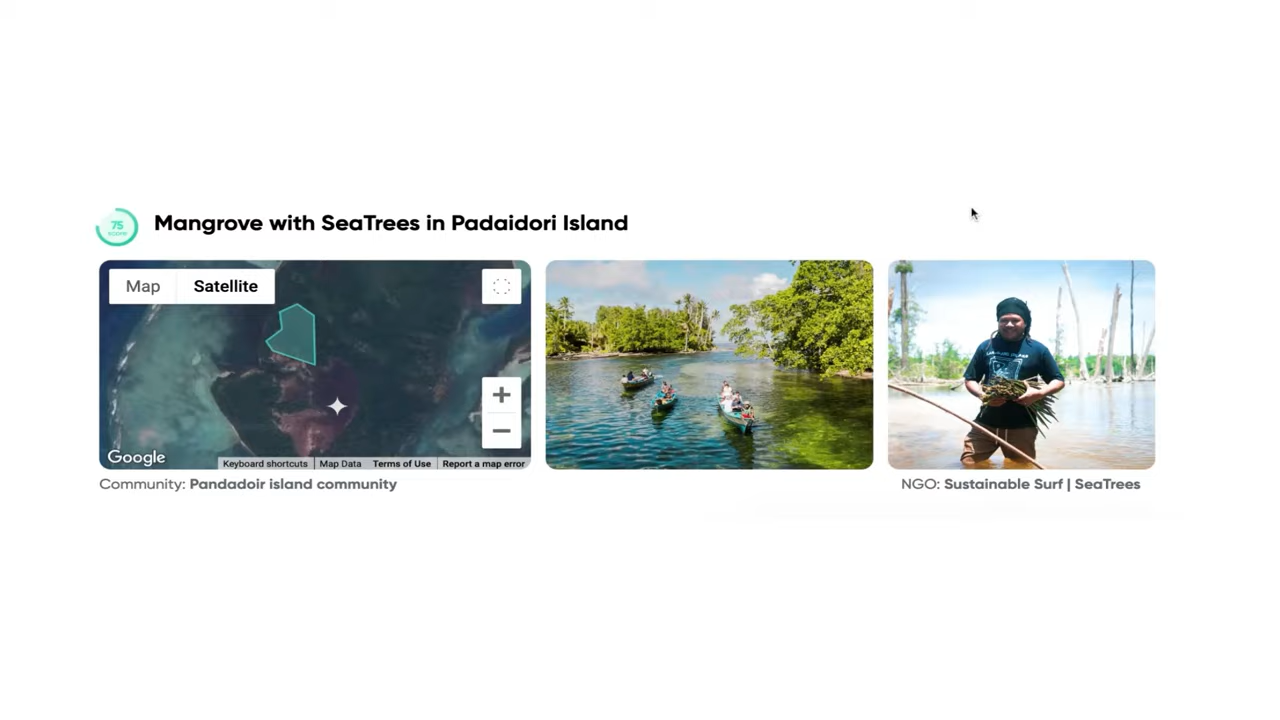 75
SCORE
Mangrove with SeaTrees in Padaidori Island
Map
Satellite
Google
Keyboard shortcuts
Map Data
Terms of Use
Report a map error
Community: Pandadoir island community
NGO: Sustainable Surf | SeaTrees